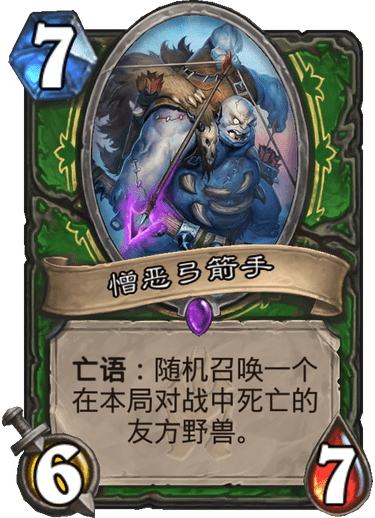 7
憎恶弓箭手
亡语：随机召唤一个
在本局对战中死亡的
友方野兽。
6
7